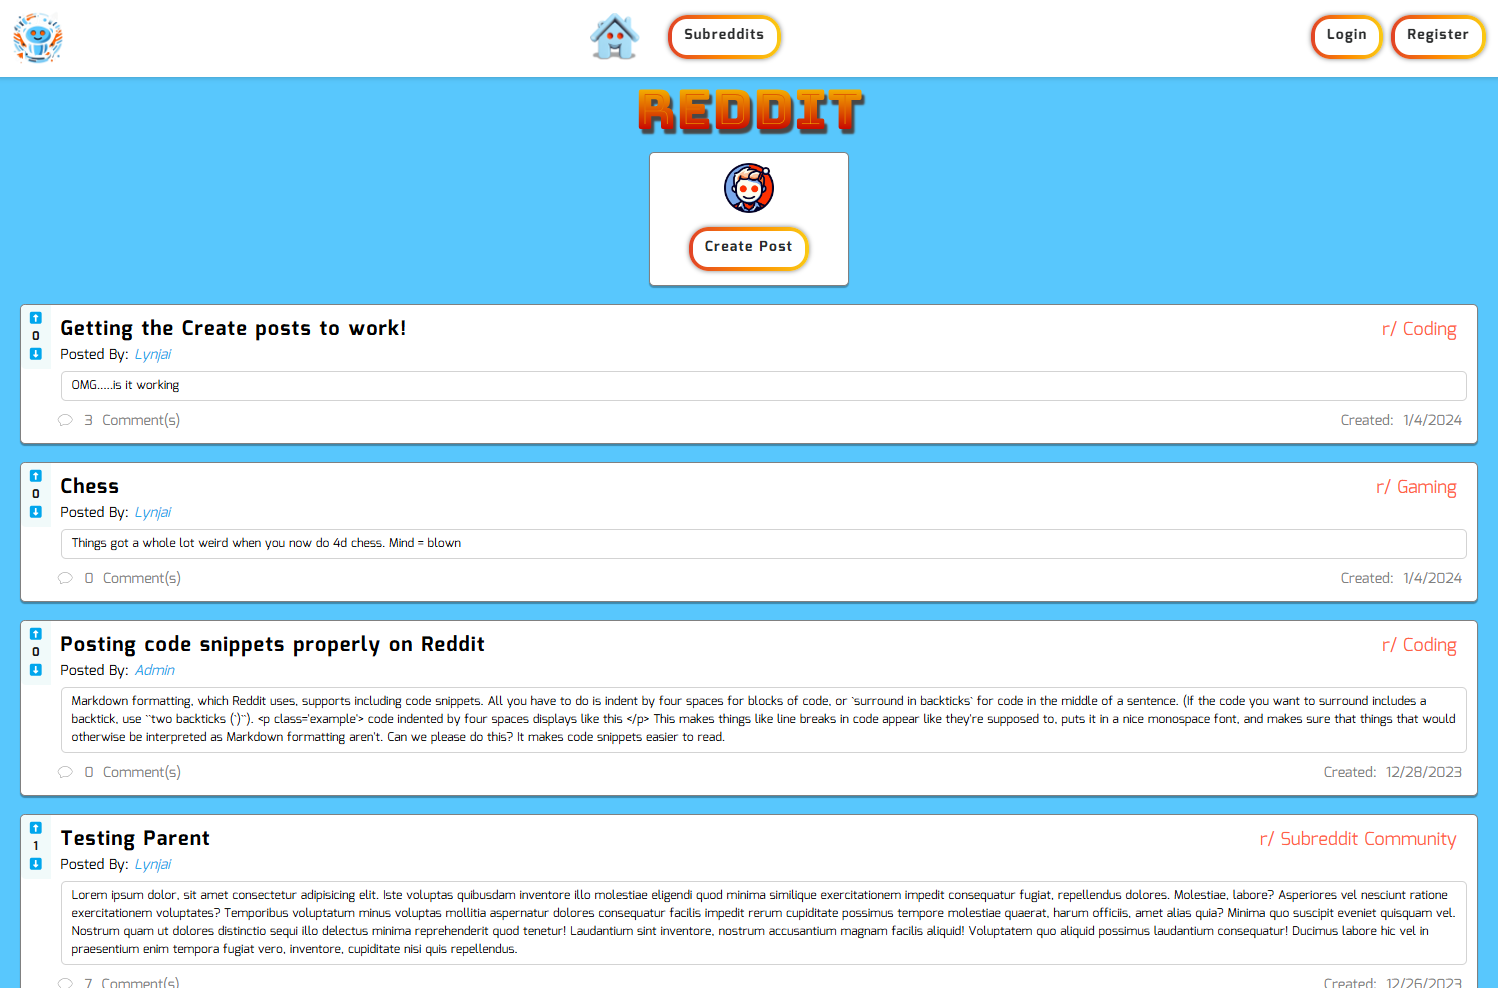 Subreddits
Login
Register
REDDIT
Create Post
0
Getting the Create posts to work!
r/ Coding
Posted By: Lynjai
OMG.....is it working
3 Comment(s)
Created: 1/4/2024
0
Chess
r/ Gaming
Posted By: Lynjai
Things got a whole lot weird when you now do 4d chess. Mind = blown
0 Comment(s)
Created: 1/4/2024
0
Posting code snippets properly on Reddit
r/ Coding
Posted By: Admin
Markdown formatting, which Reddit uses, supports including code snippets. All you have to do is indent by four spaces for blocks of code, or `surround in backticks` for code in the middle of a sentence. (If the code you want to surround includes a
backtick, use ``two backticks (`)``). <p class='example'> code indented by four spaces displays like this </p> This makes things like line breaks in code appear like they're supposed to, puts it in a nice monospace font, and makes sure that things that would
otherwise be interpreted as Markdown formatting aren't. Can we please do this? It makes code snippets easier to read.
0 Comment(s)
Created: 12/28/2023
1
Testing Parent
r/ Subreddit Community
Posted By: Lynjai
Lorem ipsum dolor, sit amet consectetur adipisicing elit. Iste voluptas quibusdam inventore illo molestiae eligendi quod minima similique exercitationem impedit consequatur fugiat, repellendus dolores. Molestiae, labore? Asperiores vel nesciunt ratione
exercitationem voluptates? Temporibus voluptatum minus voluptas mollitia aspernatur dolores consequatur facilis impedit rerum cupiditate possimus tempore molestiae quaerat, harum officiis, amet alias quia? Minima quo suscipit eveniet quisquam vel.
Nostrum quam ut dolores distinctio sequi illo delectus minima reprehenderit quod tenetur! Laudantium sint inventore, nostrum accusantium magnam facilis aliquid! Voluptatem quo aliquid possimus laudantium consequatur! Ducimus labore hic vel in
praesentium enim tempora fugiat vero, inventore, cupiditate nisi quis repellendus.
7 Comment(s)
Created: 12/26/2023